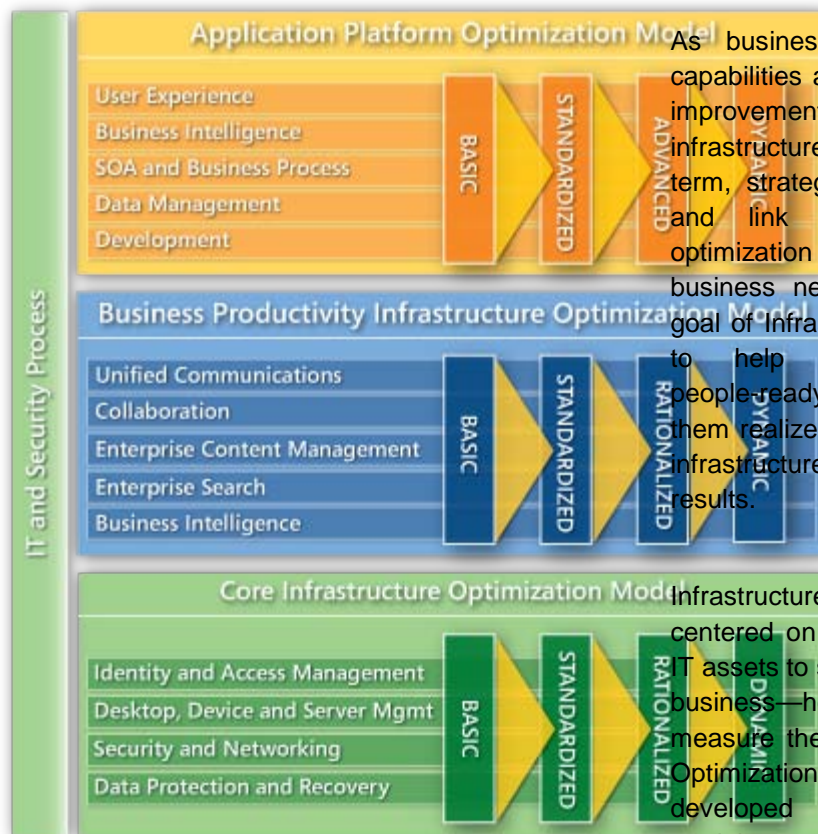 Application Platform Optimization Model
User Experience
Business Intelligence
SOA and Business Process
Data Management
Development
BASIC
STANDARDIZED
ADVANCED
DYNAMIC
Business Productivity Infrastructure Optimization Model
Unified Communications
Collaboration
Enterprise Content Management
Enterprise Search
Business Intelligence
BASIC
STANDARDIZED
RATIONALIZED
DYNAMIC
Core Infrastructure Optimization Model
Identity and Access Management
Desktop, Device and Server Mgmt
Security and Networking
Data Protection and Recovery
BASIC
STANDARDIZED
RATIONALIZED
DYNAMIC
IT and Security Process
As busines
capabilities a
improvement
infrastructure
term, strateg
and link
optimization
business ne
goal of Infra
to help
people-ready
them realize
infrastructure
results.
Infrastructure
centered on
IT assets to s
business—h
measure the
Optimization
developed